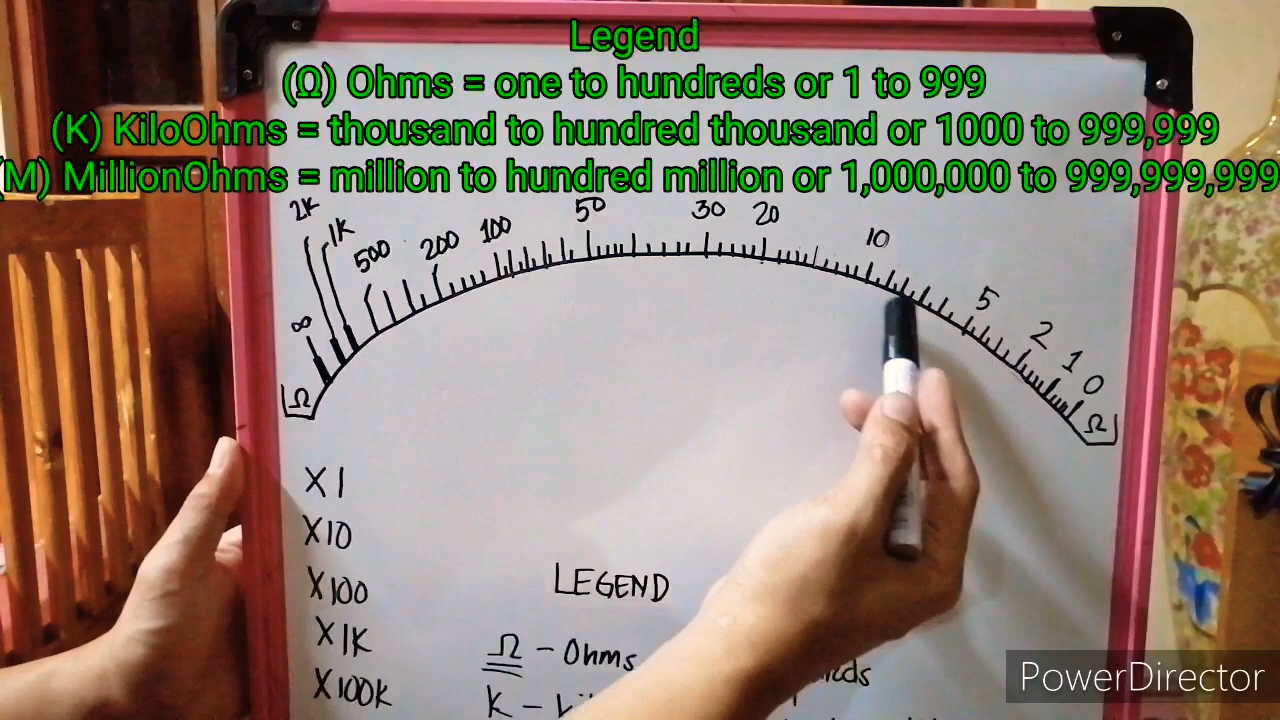 Legend
(Ω) Ohms = one to hundreds or 1 to 999
(K) KiloOhms = thousand to hundred thousand or 1000 to 999,999
(M) MillionOhms = million to hundred million or 1,000,000 to 999,999,999
∞ 2K 1K 500 200 100 50 30 20 10 5 2 1 0
Ω Ω
X1
X10
X100
X1K
X100K
LEGEND
Ω - Ohms
K -
PowerDirector